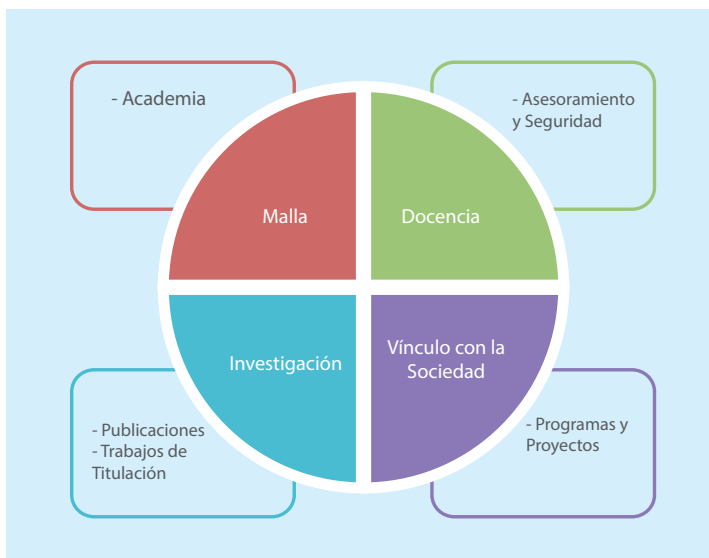 - Academia
- Asesoramiento
y Seguridad
Malla
Docencia
Investigación
Vínculo con la
Sociedad
- Publicaciones
- Trabajos de
Titulación
- Programas y
Proyectos